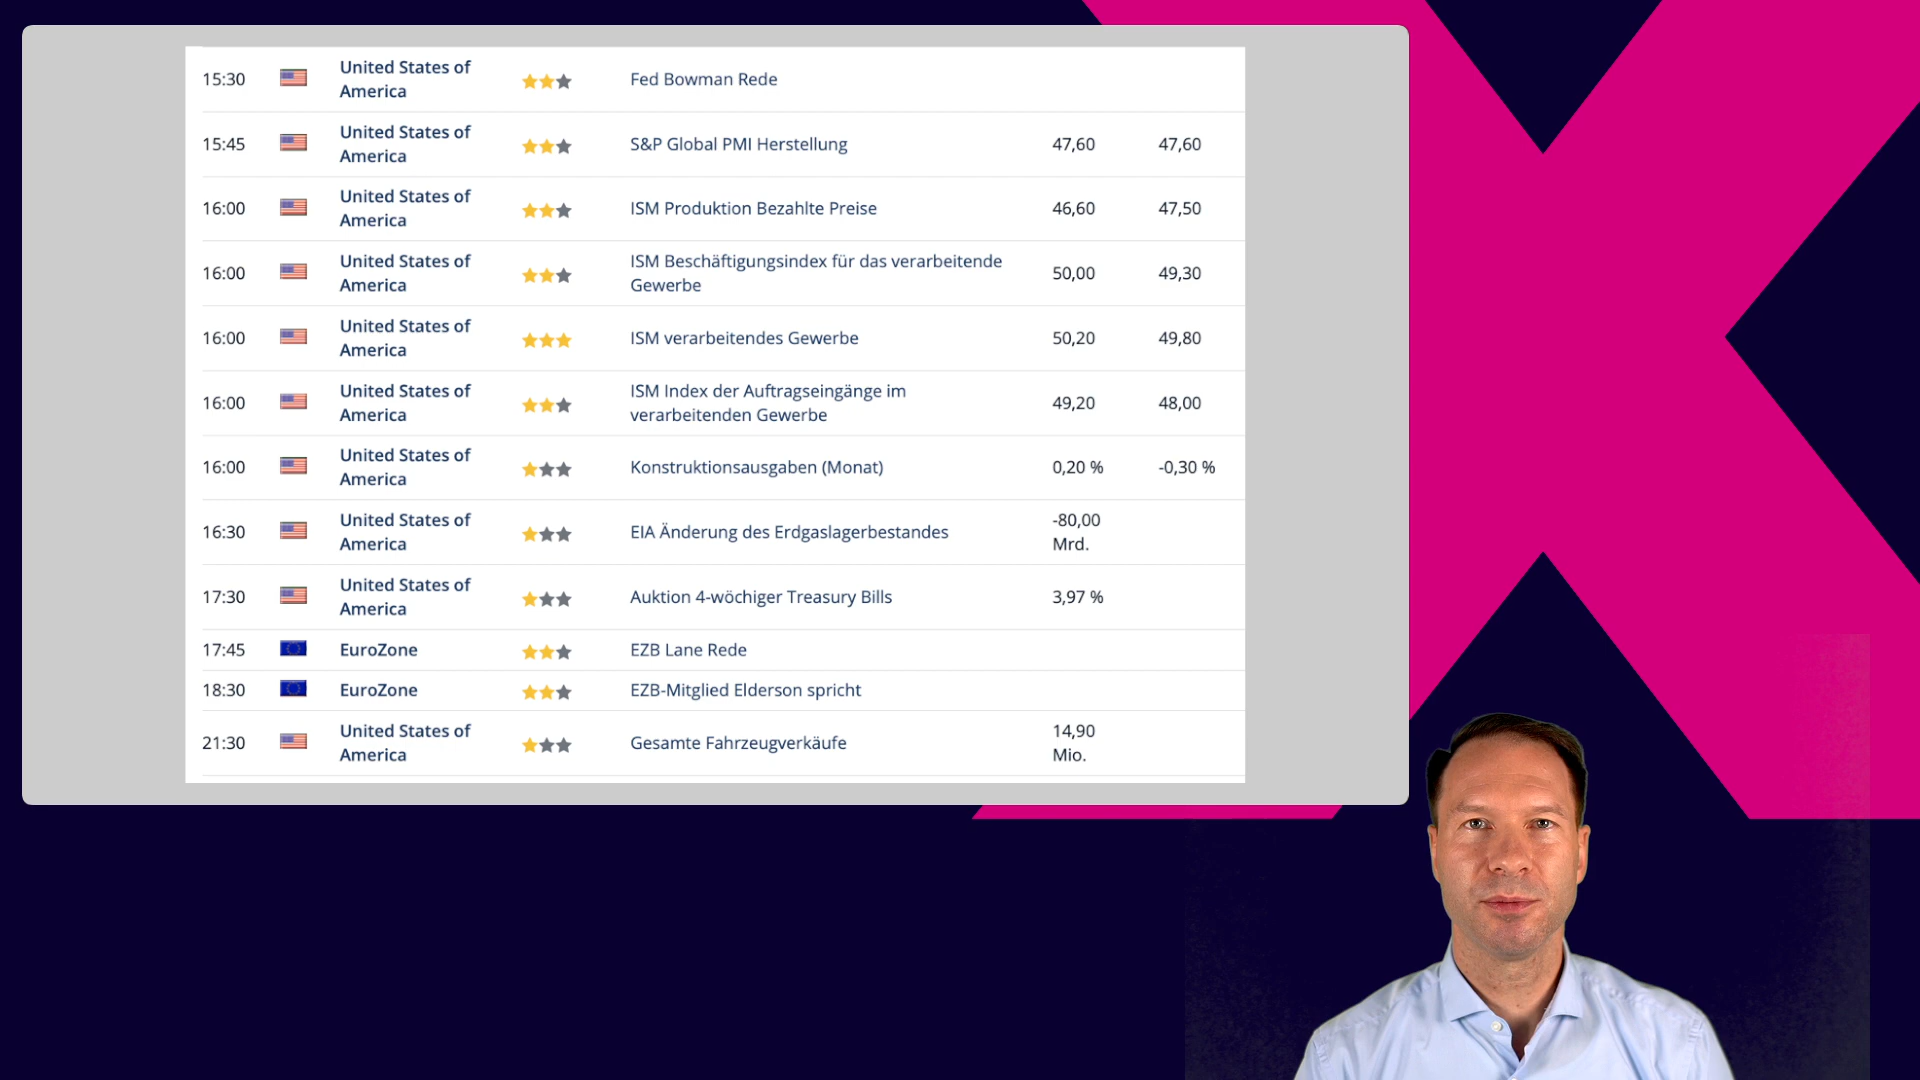 15:30 United States of America Fed Bowman Rede
15:45 United States of America S&P Global PMI Herstellung 47,60 47,60
16:00 United States of America ISM Produktion Bezahlte Preise 46,60 47,50
16:00 United States of America ISM Beschäftigungsindex für das verarbeitende Gewerbe 50,00 49,30
16:00 United States of America ISM verarbeitendes Gewerbe 50,20 49,80
16:00 United States of America ISM Index der Auftragseingänge im verarbeitenden Gewerbe 49,20 48,00
16:00 United States of America Konstruktionsausgaben (Monat) 0,20 % -0,30 %
16:30 United States of America EIA Änderung des Erdgaslagerbestandes -80,00 Mrd.
17:30 United States of America Auktion 4-wöchiger Treasury Bills 3,97 %
17:45 EuroZone EZB Lane Rede
18:30 EuroZone EZB-Mitglied Elderson spricht
21:30 United States of America Gesamte Fahrzeugverkäufe 14,90 Mio.